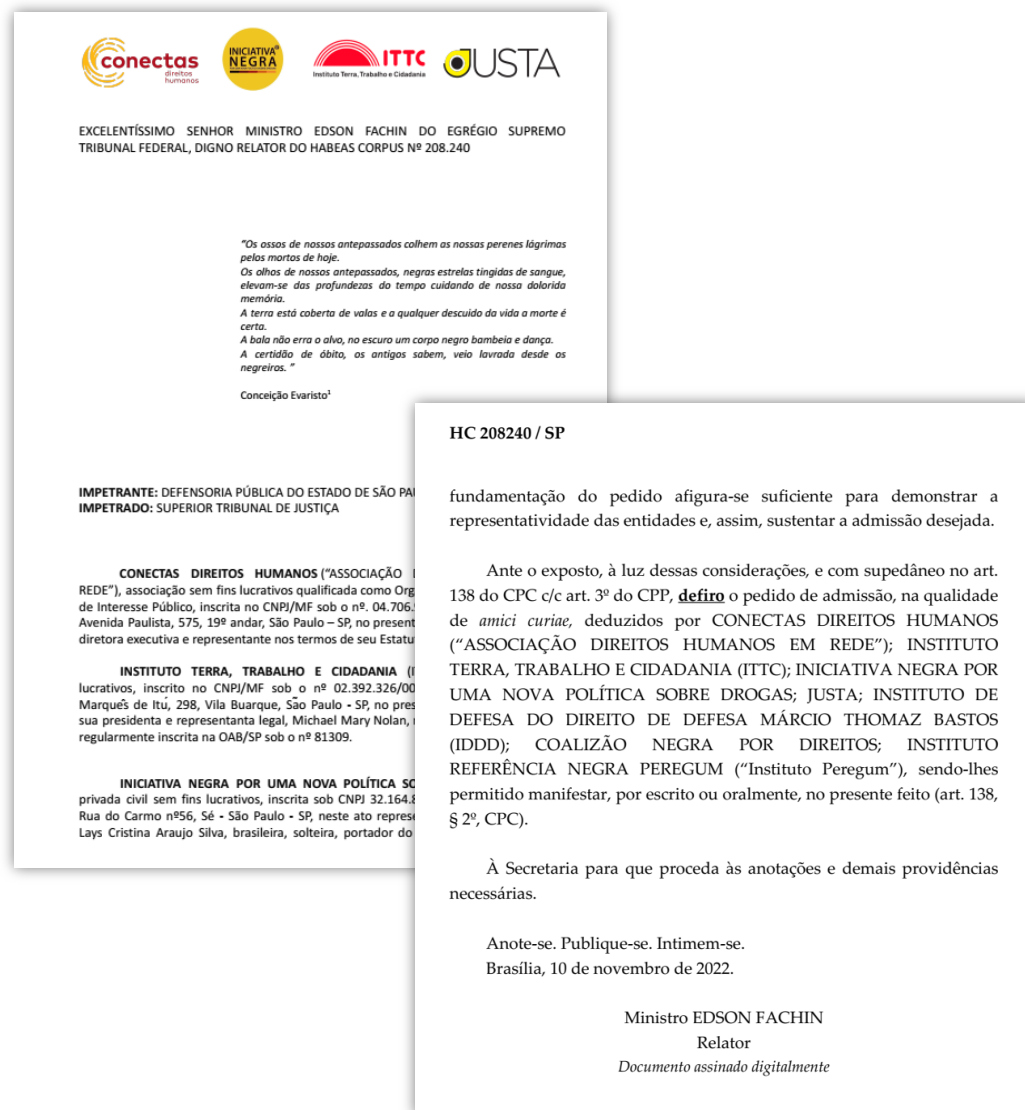 conectas
direitos
humanos
INICIATIVA
NEGRA
ITTC
Instituto Terra, Trabalho e Cidadania
JUSTA
EXCELENTÍSSIMO SENHOR MINISTRO EDSON FACHIN DO EGRÉGIO SUPREMO
TRIBUNAL FEDERAL, DIGNO RELATOR DO HABEAS CORPUS Nº 208.240
"Os ossos de nossos antepassados colhem as nossas perenes lágrimas
pelos mortos de hoje.
Os olhos de nossos antepassados, negras estrelas tingidas de sangue,
elevam-se das profundezas do tempo cuidando de nossa dolorida
memória.
A terra está coberta de valas e a qualquer descuido da vida a morte é
certa.
A bala não erra o alvo, no escuro um corpo negro bambeia e dança.
A certidão de óbito, os antigos sabem, veio lavrada desde os
negreiros. "
Conceição Evaristo¹
IMPETRANTE: DEFENSORIA PÚBLICA DO ESTADO DE SÃO PAU
IMPETRADO: SUPERIOR TRIBUNAL DE JUSTIÇA
CONECTAS DIREITOS HUMANOS ("ASSOCIAÇÃO
REDE"), associação sem fins lucrativos qualificada como Org
de Interesse Público, inscrita no CNPJ/MF sob o nº. 04.706.
Avenida Paulista, 575, 19º andar, São Paulo – SP, no present
diretora executiva e representante nos termos de seu Estatu
INSTITUTO TERRA, TRABALHO E CIDADANIA (I
lucrativos, inscrito no CNPJ/MF sob o nº 02.392.326/00
Marquês de Itú, 298, Vila Buarque, São Paulo - SP, no pres
sua presidenta e representanta legal, Michael Mary Nolan,
regularmente inscrita na OAB/SP sob o nº 81309.
INICIATIVA NEGRA POR UMA NOVA POLÍTICA SO
privada civil sem fins lucrativos, inscrita sob CNPJ 32.164.8
Rua do Carmo nº56, Sé - São Paulo - SP, neste ato represe
Lays Cristina Araujo Silva, brasileira, solteira, portador do
HC 208240 / SP
fundamentação do pedido afigura-se suficiente para demonstrar a
representatividade das entidades e, assim, sustentar a admissão desejada.
Ante o exposto, à luz dessas considerações, e com supedâneo no art.
138 do CPC c/c art. 3º do CPP, defiro o pedido de admissão, na qualidade
de amici curiae, deduzidos por CONECTAS DIREITOS HUMANOS
("ASSOCIAÇÃO DIREITOS HUMANOS EM REDE"); INSTITUTO
TERRA, TRABALHO E CIDADANIA (ITTC); INICIATIVA NEGRA POR
UMA NOVA POLÍTICA SOBRE DROGAS; JUSTA; INSTITUTO DE
DEFESA DO DIREITO DE DEFESA MÁRCIO THOMAZ BASTOS
(IDDD); COALIZÃO NEGRA POR DIREITOS; INSTITUTO
REFERÊNCIA NEGRA PEREGUM ("Instituto Peregum"), sendo-lhes
permitido manifestar, por escrito ou oralmente, no presente feito (art. 138,
§ 2º, CPC).
À Secretaria para que proceda às anotações e demais providências
necessárias.
Anote-se. Publique-se. Intimem-se.
Brasília, 10 de novembro de 2022.
Ministro EDSON FACHIN
Relator
Documento assinado digitalmente